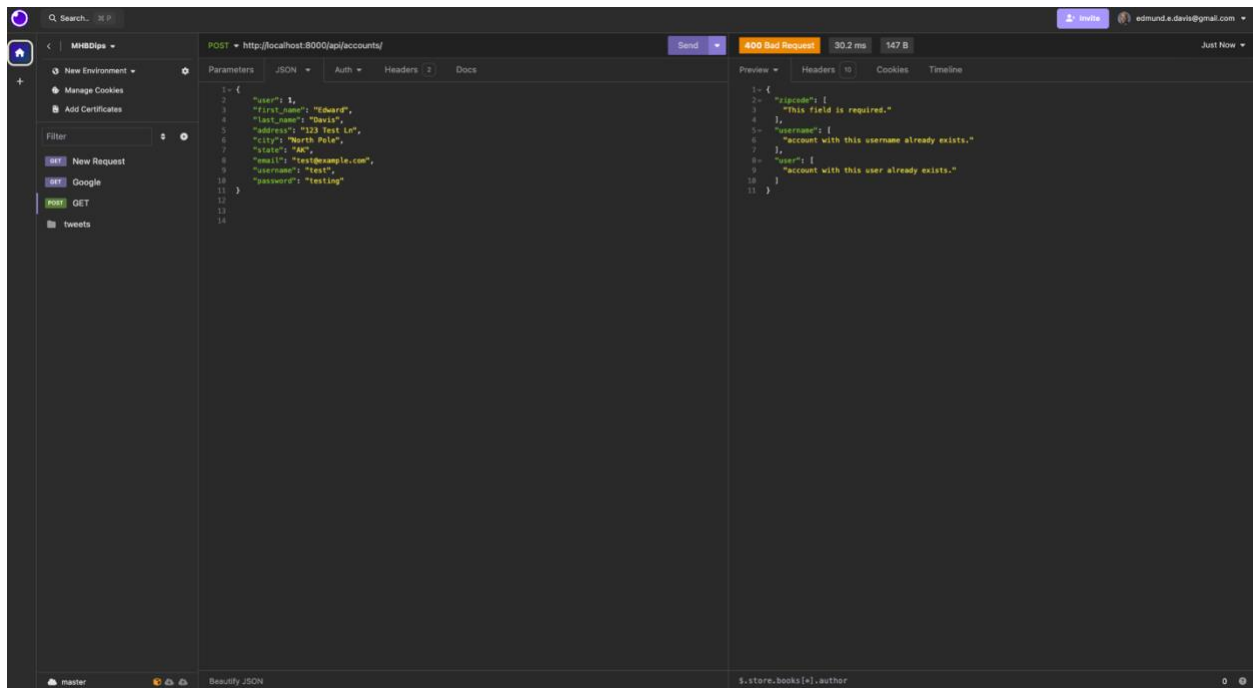 Search.. ⌘ P
Invite
edmund.e.davis@gmail.com
MHBDips
New Environment
Manage Cookies
Add Certificates
Filter
GET New Request
GET Google
POST GET
tweets
master
POST http://localhost:8000/api/accounts/
Send
Parameters JSON Auth Headers 2 Docs
1 {
2 "user": 1,
3 "first_name": "Edward",
4 "last_name": "Davis",
5 "address": "123 Test Ln",
6 "city": "North Pole",
7 "state": "AK",
8 "email": "test@example.com",
9 "username": "test",
10 "password": "testing"
11 }
12
13
14
Beautify JSON
400 Bad Request 30.2 ms 147 B Just Now
Preview Headers 10 Cookies Timeline
1 {
2 "zipcode": [
3 "This field is required."
4 ],
5 "username": [
6 "account with this username already exists."
7 ],
8 "user": [
9 "account with this user already exists."
10 ]
11 }
$.store.books[*].author
0